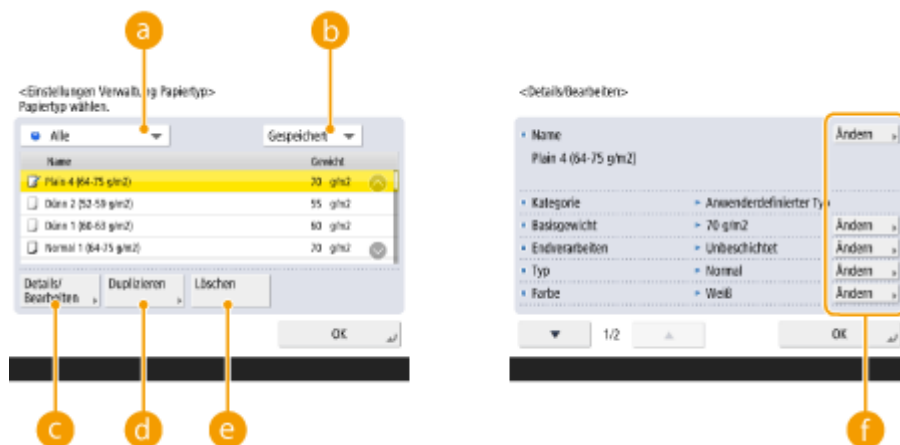 a
b
<Einstellungen Verwaltung Papiertyp>
Papiertyp wählen.
Alle
Gespeichert
Name Gewicht
Plain 4 (64-75 g/m2) 70 g/m2
Dünn 2 (52-59 g/m2) 55 g/m2
Dünn 1 (60-63 g/m2) 60 g/m2
Normal 1 (64-75 g/m2) 70 g/m2
Details/
Bearbeiten
Duplizieren
Löschen
OK
c
d
e
<Details/Bearbeiten>
Name Ändern
Plain 4 (64-75 g/m2)
Kategorie Anwenderdefinierter Typ
Basisgewicht 70 g/m2 Ändern
Endverarbeiten Unbeschichtet Ändern
Typ Normal Ändern
Farbe Weiß Ändern
1/2 OK
f